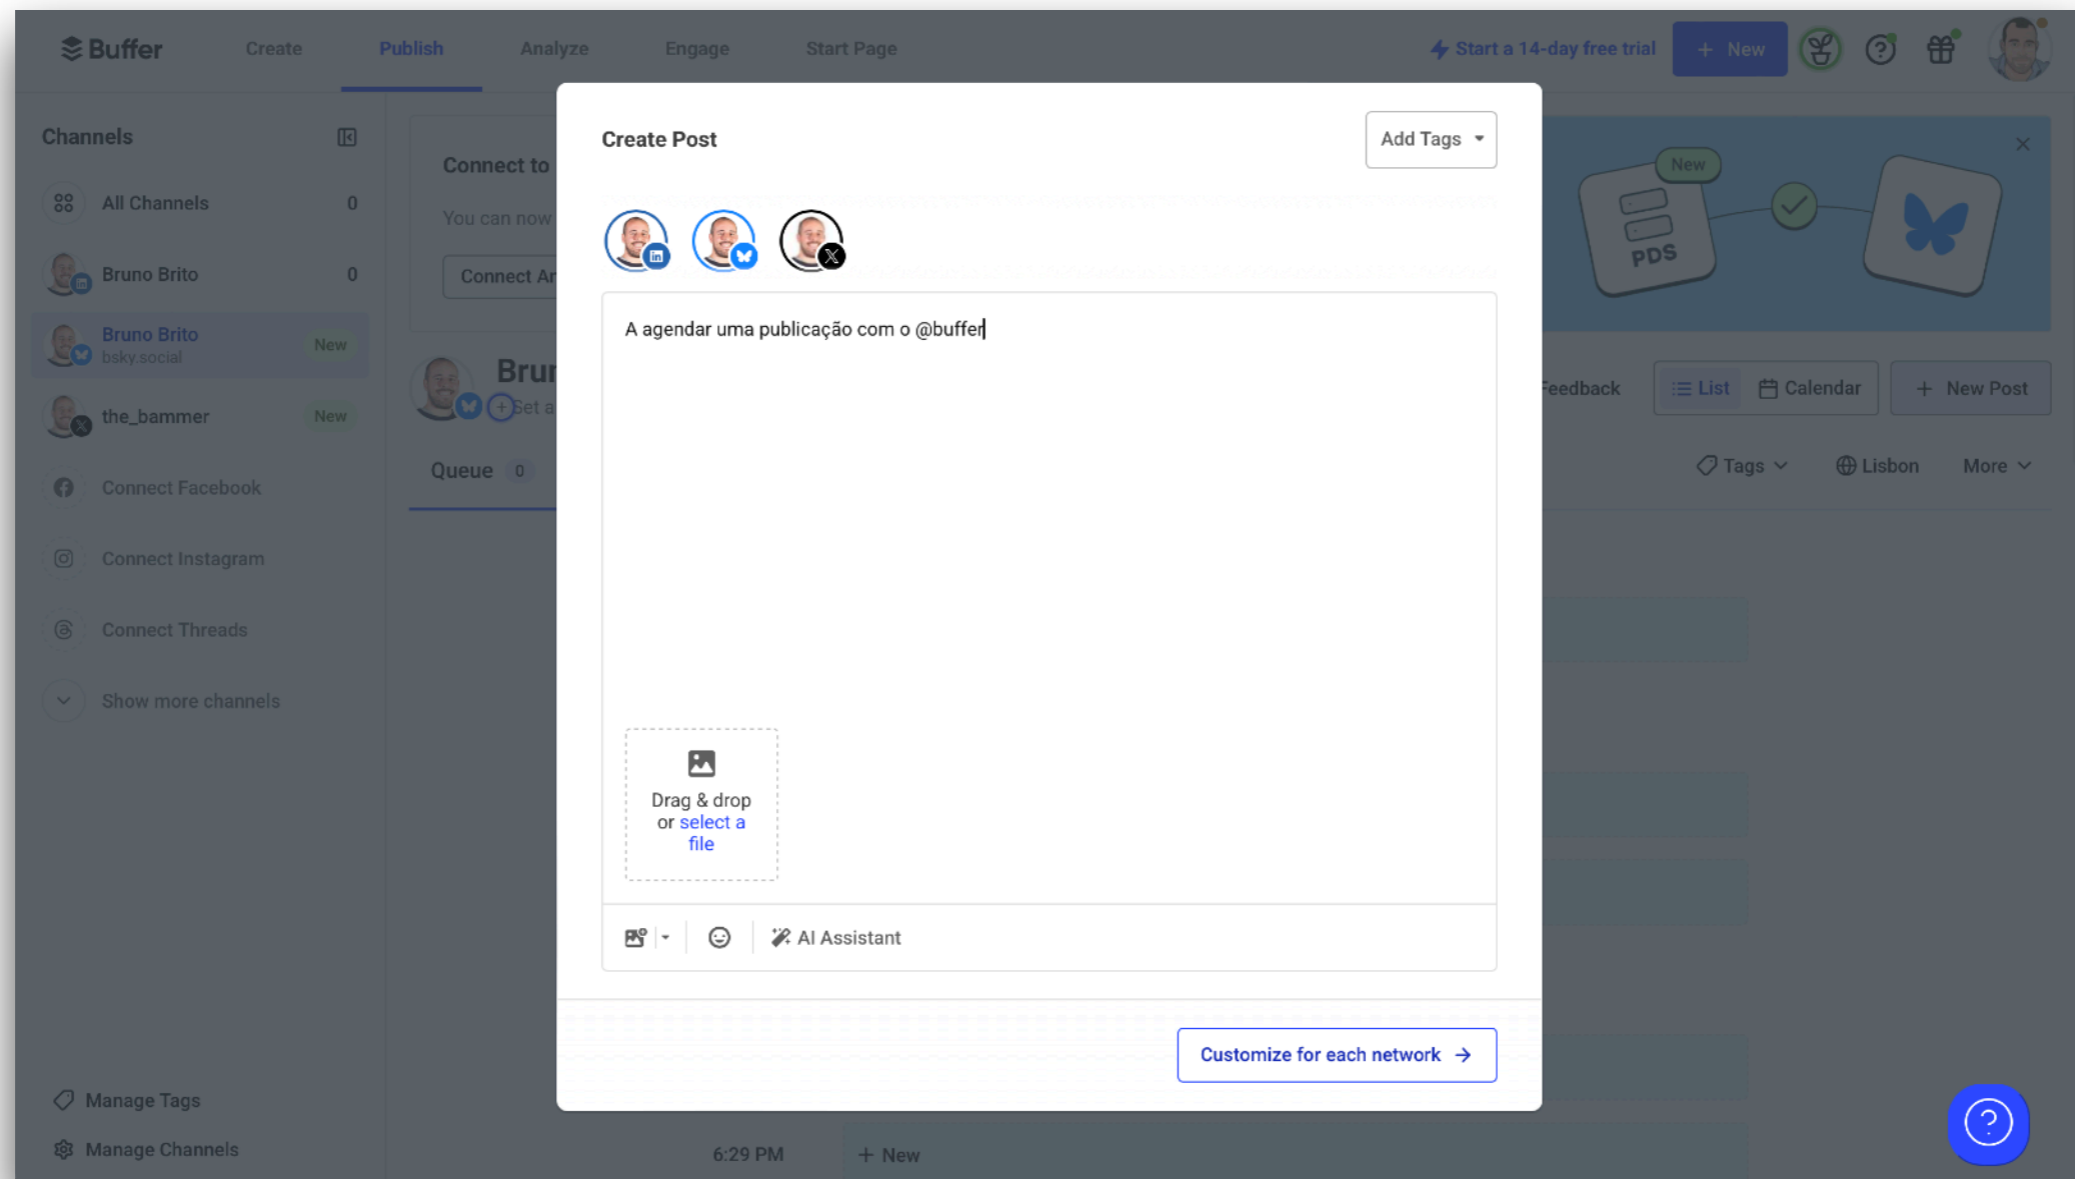 Buffer
Create
Publish
Analyze
Engage
Start Page
Start a 14-day free trial
+ New
Channels
All Channels 0
Bruno Brito 0
Bruno Brito
bsky.social
New
the_bammer New
Connect Facebook
Connect Instagram
Connect Threads
Show more channels
Manage Tags
Manage Channels
Connect to
You can now
Connect
Set a
Queue 0
Create Post
Add Tags
A agendar uma publicação com o @buffer
Drag & drop
or select a
file
AI Assistant
Customize for each network
New
PDS
Feedback
List
Calendar
+ New Post
Tags
Lisbon
More
6:29 PM
+ New